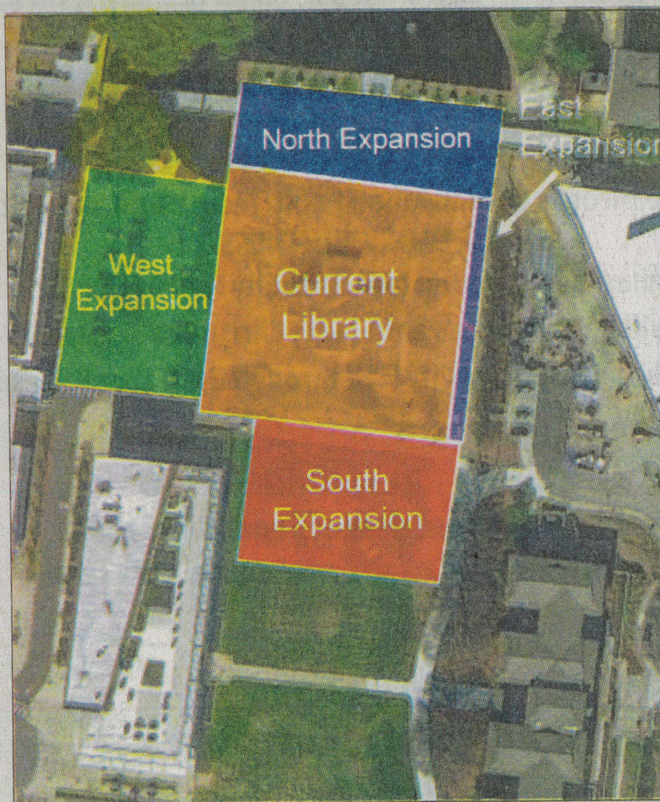 East
Expansion
North Expansion
West
Expansion
Current
Library
South
Expansion